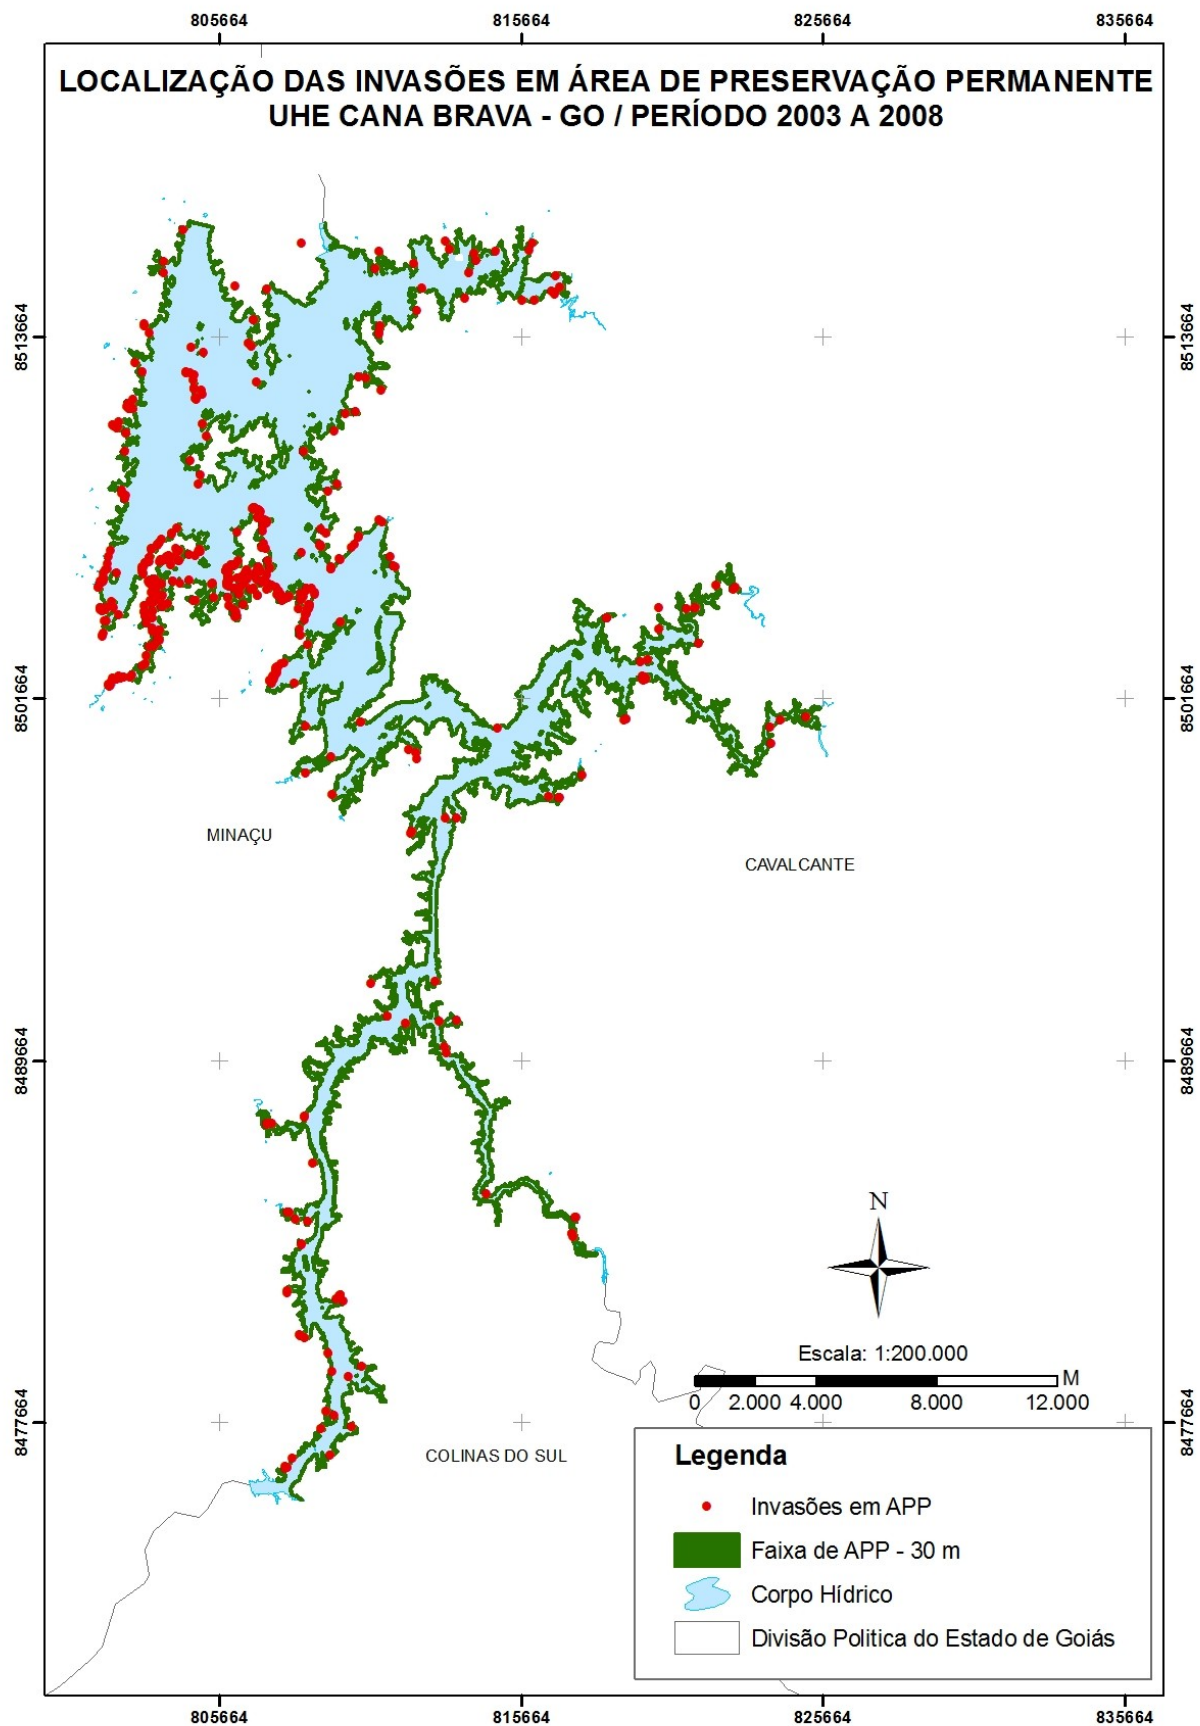 805664 815664 825664 835664
LOCALIZAÇÃO DAS INVASÕES EM ÁREA DE PRESERVAÇÃO PERMANENTE
UHE CANA BRAVA - GO / PERÍODO 2003 A 2008
8513664 8513664
8501664 8501664
MINAÇU
CAVALCANTE
8489664 8489664
N
Escala: 1:200.000
M
0 2.000 4.000 8.000 12.000
8477664 8477664
COLINAS DO SUL
Legenda
Invasões em APP
Faixa de APP - 30 m
Corpo Hídrico
Divisão Politica do Estado de Goiás
805664 815664 825664 835664